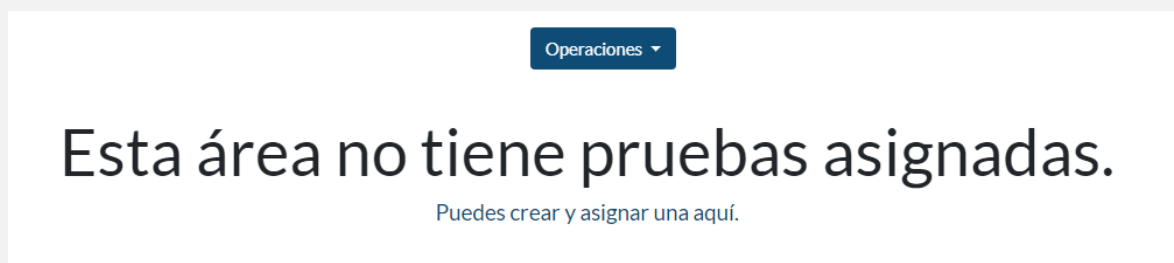 Operaciones
Esta área no tiene pruebas asignadas.
Puedes crear y asignar una aquí.